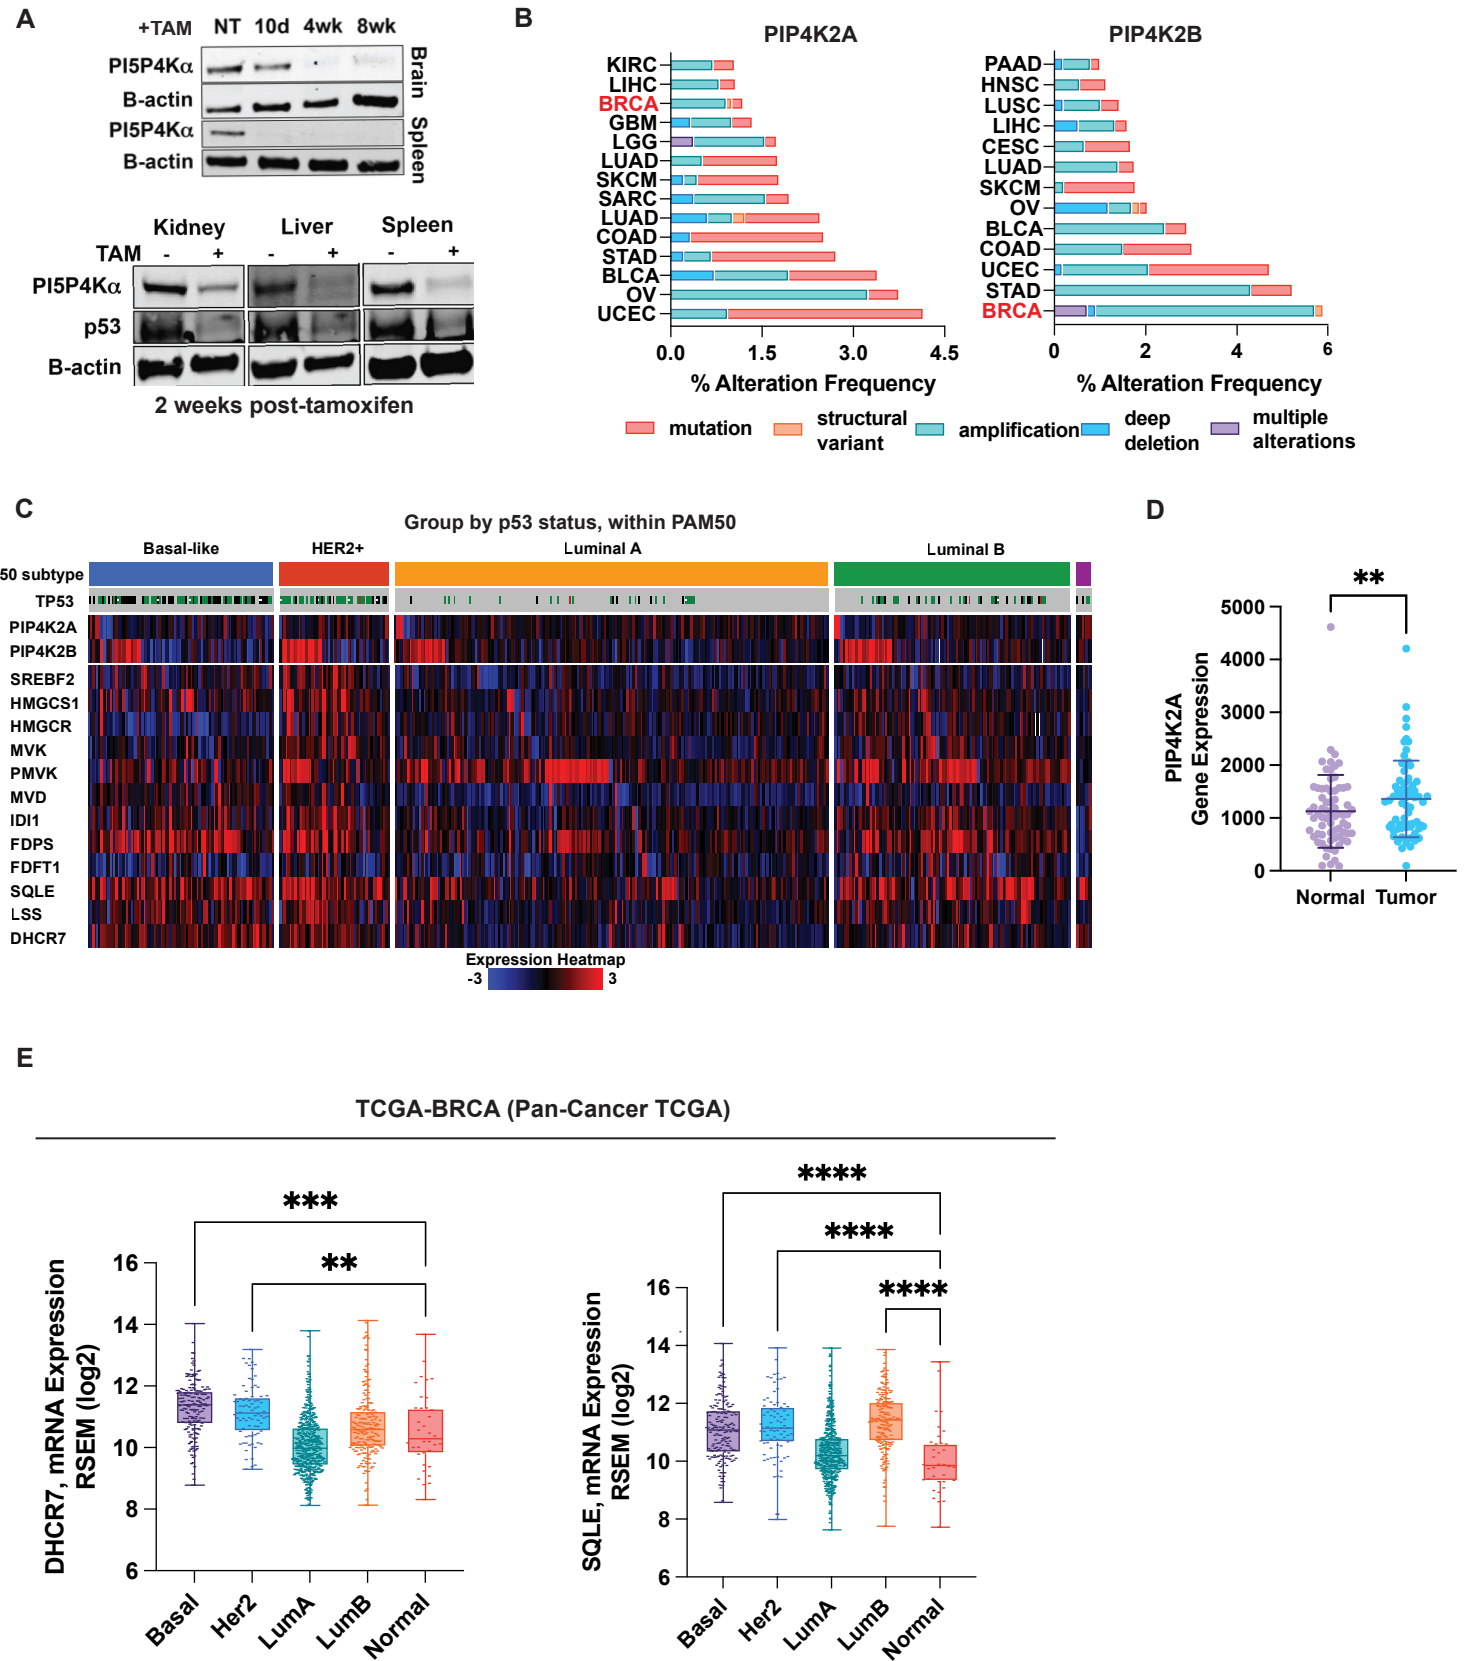 A
+TAM NT 10d 4wk 8wk
PI5P4Kα
B-actin
Brain
PI5P4Kα
B-actin
Spleen
Kidney Liver Spleen
TAM - + - + - +
PI5P4Kα
p53
B-actin
2 weeks post-tamoxifen
B
PIP4K2A
KIRC
LIHC
BRCA
GBM
LGG
LUAD
SKCM
SARC
LUAD
COAD
STAD
BLCA
OV
UCEC
0.0 1.5 3.0 4.5
% Alteration Frequency
PIP4K2B
PAAD
HNSC
LUSC
LIHC
CESC
LUAD
SKCM
OV
BLCA
COAD
UCEC
STAD
BRCA
0 2 4 6
% Alteration Frequency
mutation
structural
variant
amplification
deep
deletion
multiple
alterations
C
Group by p53 status, within PAM50
Basal-like HER2+ Luminal A Luminal B
50 subtype
TP53
PIP4K2A
PIP4K2B
SREBF2
HMGCS1
HMGCR
MVK
PMVK
MVD
IDI1
FDPS
FDFT1
SQLE
LSS
DHCR7
Expression Heatmap
-3 3
D
**
PIP4K2A
Gene Expression
5000
4000
3000
2000
1000
0
Normal Tumor
E
TCGA-BRCA (Pan-Cancer TCGA)
***
**
DHCR7, mRNA Expression
RSEM (log2)
16
14
12
10
8
6
Basal Her2 LumA LumB Normal
****
****
****
SQLE, mRNA Expression
RSEM (log2)
16
14
12
10
8
6
Basal Her2 LumA LumB Normal